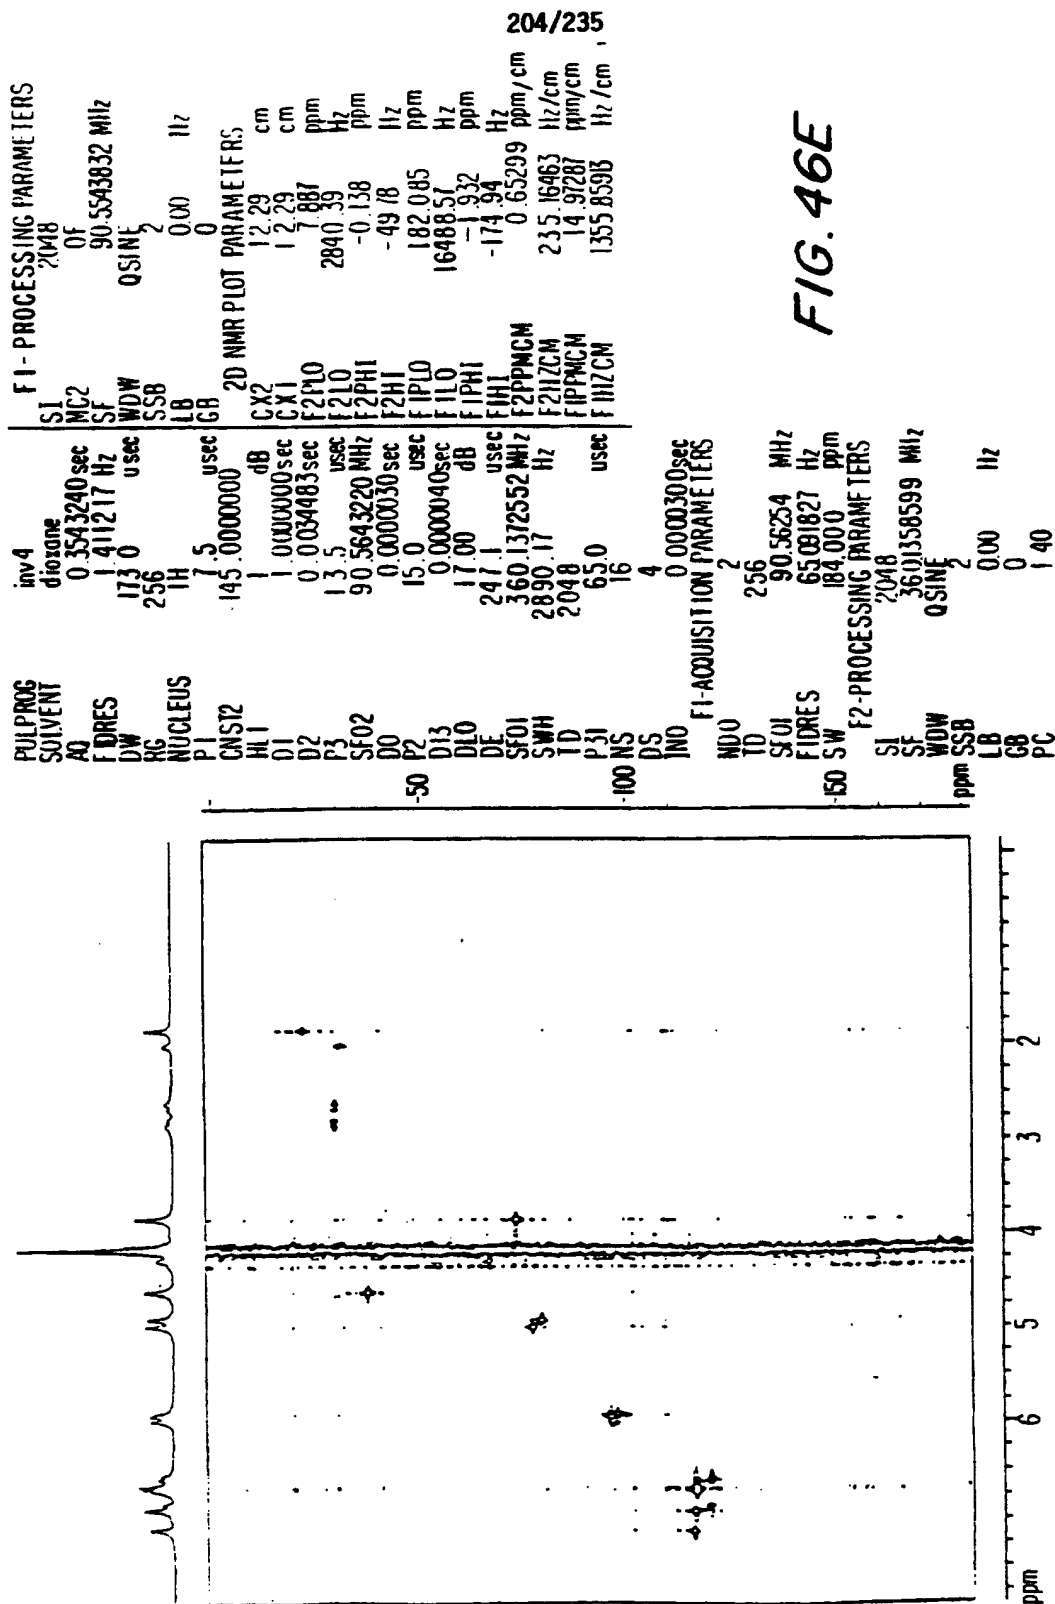 204/235
PULPROG inv4
SOLVENT dioxane
AQ 0.3543240 sec
FIDRES 1.411217 Hz
DW 173.0 usec
RG 256
NUCLEUS 1H
P1 7.5 usec
CNST2 145.0000000
HL1 1 dB
D1 1.0000000 sec
D2 0.0034483 sec
P3 13.5 usec
SFO2 90.5643220 MHz
D0 0.0000030 sec
P2 15.0 usec
D13 0.0000040 sec
DL0 17.00 dB
DE 247.1 usec
SFO1 360.1372552 MHz
SWH 2890.17 Hz
TD 2048
P31 65.0 usec
NS 16
DS 4
IN0 0.0000300 sec
F1-ACQUISITION PARAMETERS
ND0 2
TD 256
SFO1 90.56254 MHz
FIDRES 65.091827 Hz
SW 184.000 ppm
F2-PROCESSING PARAMETERS
SI 2048
SF 360.1358599 MHz
WDW QSINE
SSB 2
LB 0.00 Hz
GB 0
PC 1.40
F1-PROCESSING PARAMETERS
SI 2048
MC2 QF
SF 90.5543832 MHz
WDW QSINE
SSB 2
LB 0.00 Hz
GB 0
2D NMR PLOT PARAMETERS
CX2 12.29 cm
CX1 12.29 cm
F2PLO 7.887 ppm
F2LO 2840.39 Hz
F2PHI -0.138 ppm
F2HI -49.78 Hz
F1PLO 182.085 ppm
F1LO 16488.57 Hz
F1PHI -1.932 ppm
F1HI -174.94 Hz
F2PPMCM 0.65299 ppm/cm
F2HZCM 235.16463 Hz/cm
F1PPMCM 14.97287 ppm/cm
F1HZCM 1355.85913 Hz/cm
50
100
150
ppm
ppm 6 5 4 3 2
FIG. 46E